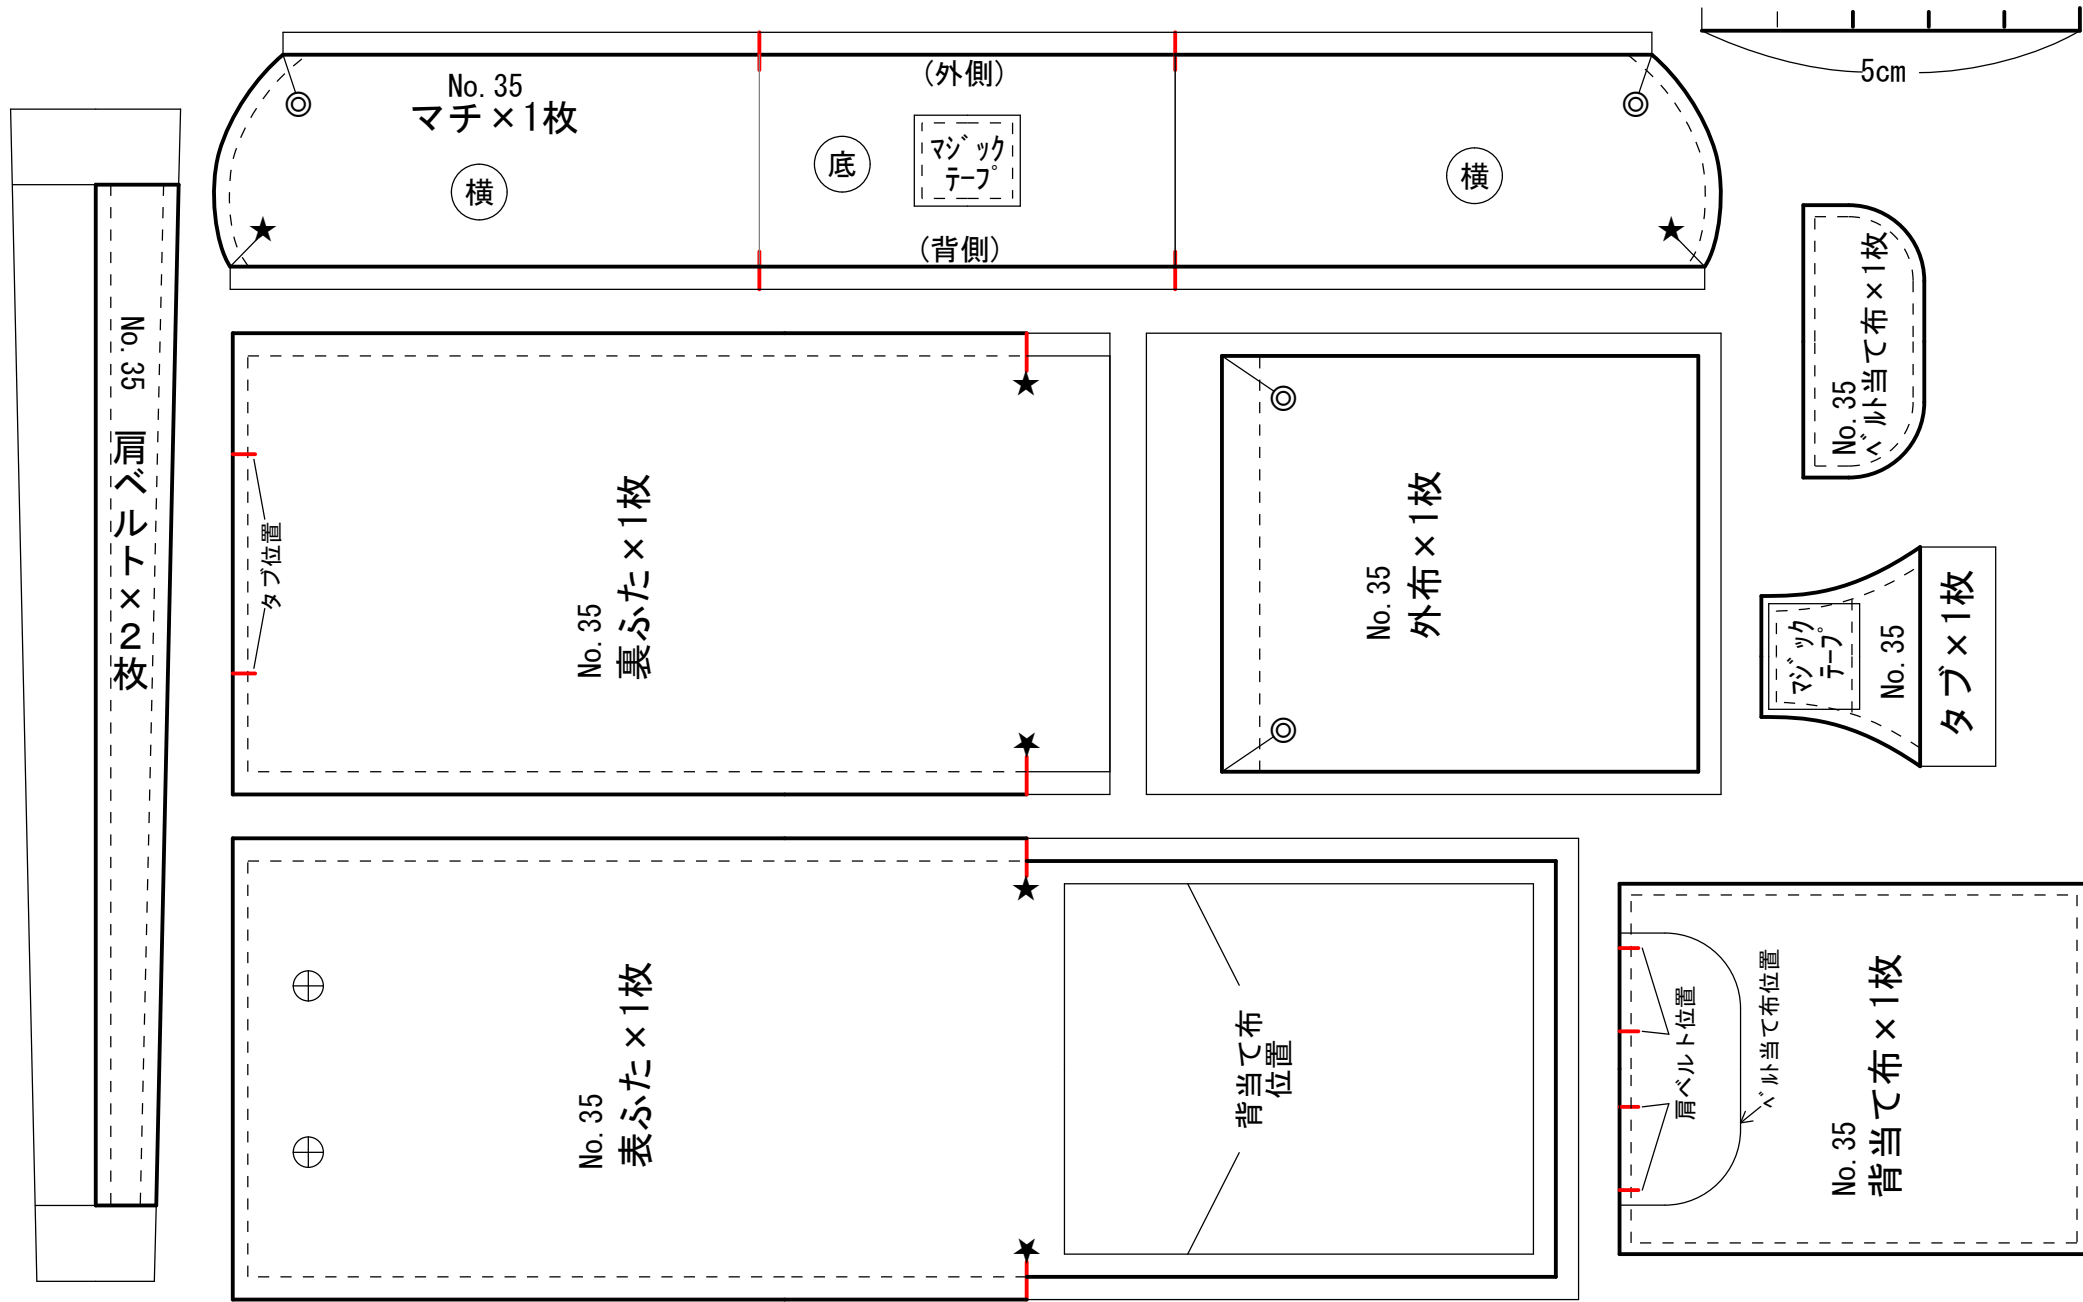 No.35
マチ×1枚
横
底
(外側)
マジック
テープ
(背側)
横
5cm
No.35 肩ベルト×2枚
タブ位置
No.35
裏ふた×1枚
No.35
外布×1枚
No.35
ベルト当て布×1枚
マジック
テープ
No.35
タブ×1枚
No.35
表ふた×1枚
背当て布
位置
肩ベルト位置
ベルト当て布位置
No.35
背当て布×1枚